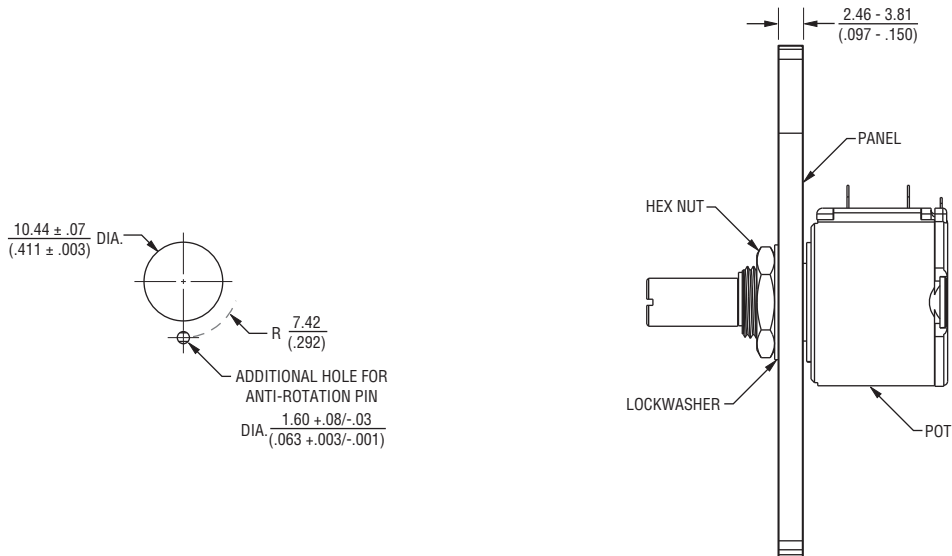 2.46 - 3.81
(.097 - .150)
PANEL
HEX NUT
10.44 ± .07
(.411 ± .003)
DIA.
R
7.42
(.292)
ADDITIONAL HOLE FOR
ANTI-ROTATION PIN
DIA.
1.60 +.08/-.03
(.063 +.003/-.001)
LOCKWASHER
POT